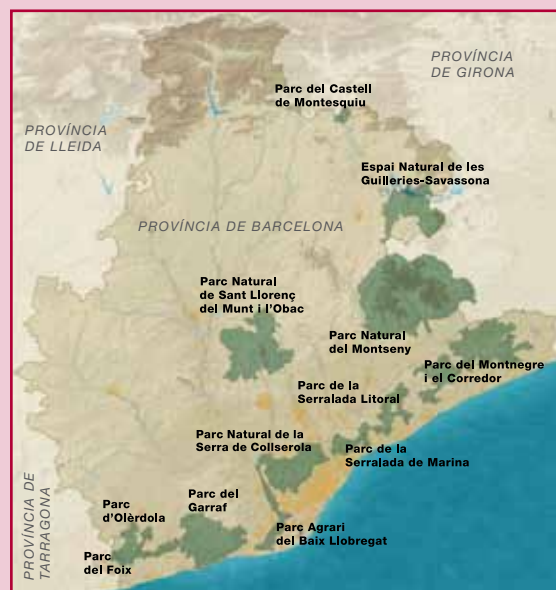 PROVÍNCIA
DE GIRONA
Parc del Castell
de Montesquiu
PROVÍNCIA
DE LLEIDA
Espai Natural de les
Guilleries-Savassona
PROVÍNCIA DE BARCELONA
Parc Natural
de Sant Llorenç
del Munt i l'Obac
Parc Natural
del Montseny
Parc del Montnegre
i el Corredor
Parc de la
Serralada Litoral
Parc Natural de la
Serra de Collserola
Parc de la
Serralada de Marina
PROVÍNCIA DE
TARRAGONA
Parc
d'Olèrdola
Parc del
Garraf
Parc Agrari
del Baix Llobregat
Parc
del Foix